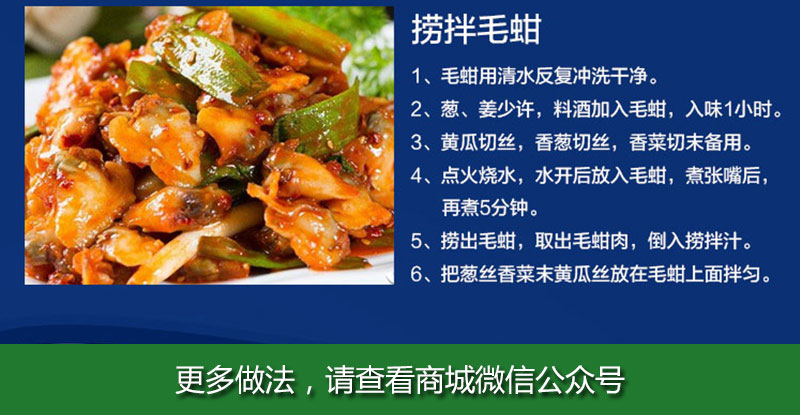 捞拌毛蚶
1、毛蚶用清水反复冲洗干净。
2、葱、姜少许，料酒加入毛蚶，入味1小时。
3、黄瓜切丝，香葱切丝，香菜切末备用。
4、点火烧水，水开后放入毛蚶，煮张嘴后，
再煮5分钟。
5、捞出毛蚶，取出毛蚶肉，倒入捞拌汁。
6、把葱丝香菜末黄瓜丝放在毛蚶上面拌匀。
更多做法，请查看商城微信公众号